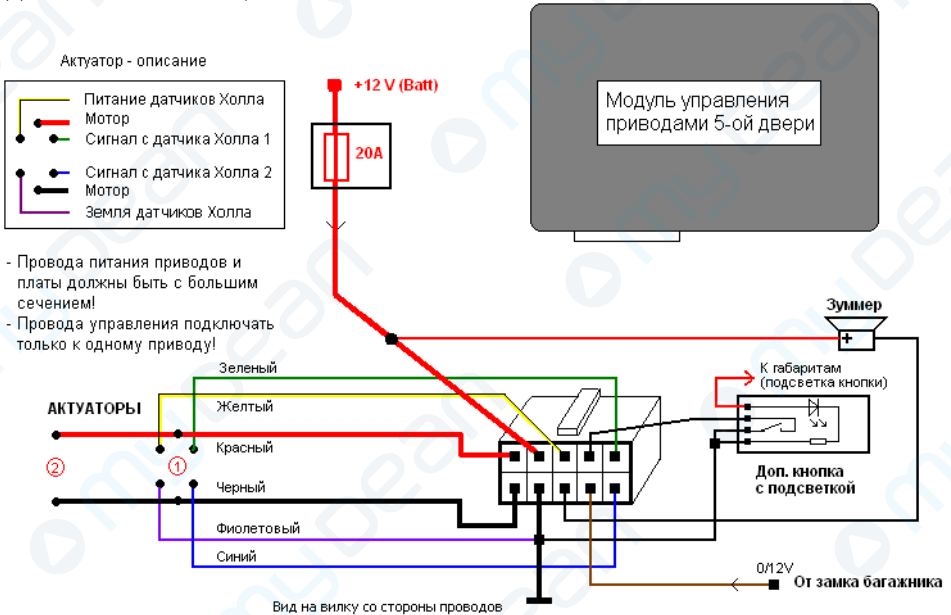 Актуатор - описание
Питание датчиков Холла
Мотор
Сигнал с датчика Холла 1
Сигнал с датчика Холла 2
Мотор
Земля датчиков Холла
+12 V (Batt)
20A
Модуль управления
приводами 5-ой двери
- Провода питания приводов и
платы должны быть с большим
сечением!
- Провода управления подключать
только к одному приводу!
Зуммер
+
К габаритам
(подсветка кнопки)
Доп. кнопка
с подсветкой
АКТУАТОРЫ
Зеленый
Желтый
Красный
2
1
Черный
Фиолетовый
Синий
0/12V
От замка багажника
Вид на вилку со стороны проводов